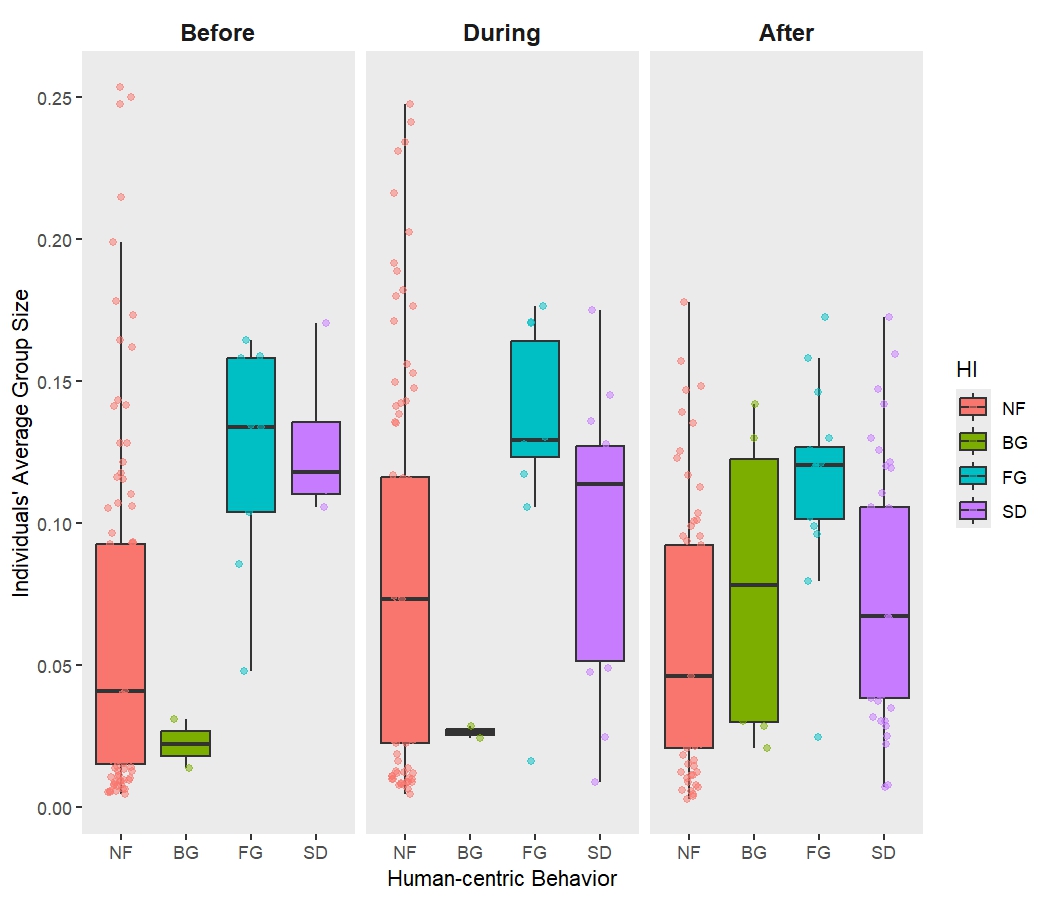 Before During After
Individuals' Average Group Size
0.25
0.20
0.15
0.10
0.05
0.00
NF BG FG SD NF BG FG SD NF BG FG SD
Human-centric Behavior
HI
NF
BG
FG
SD